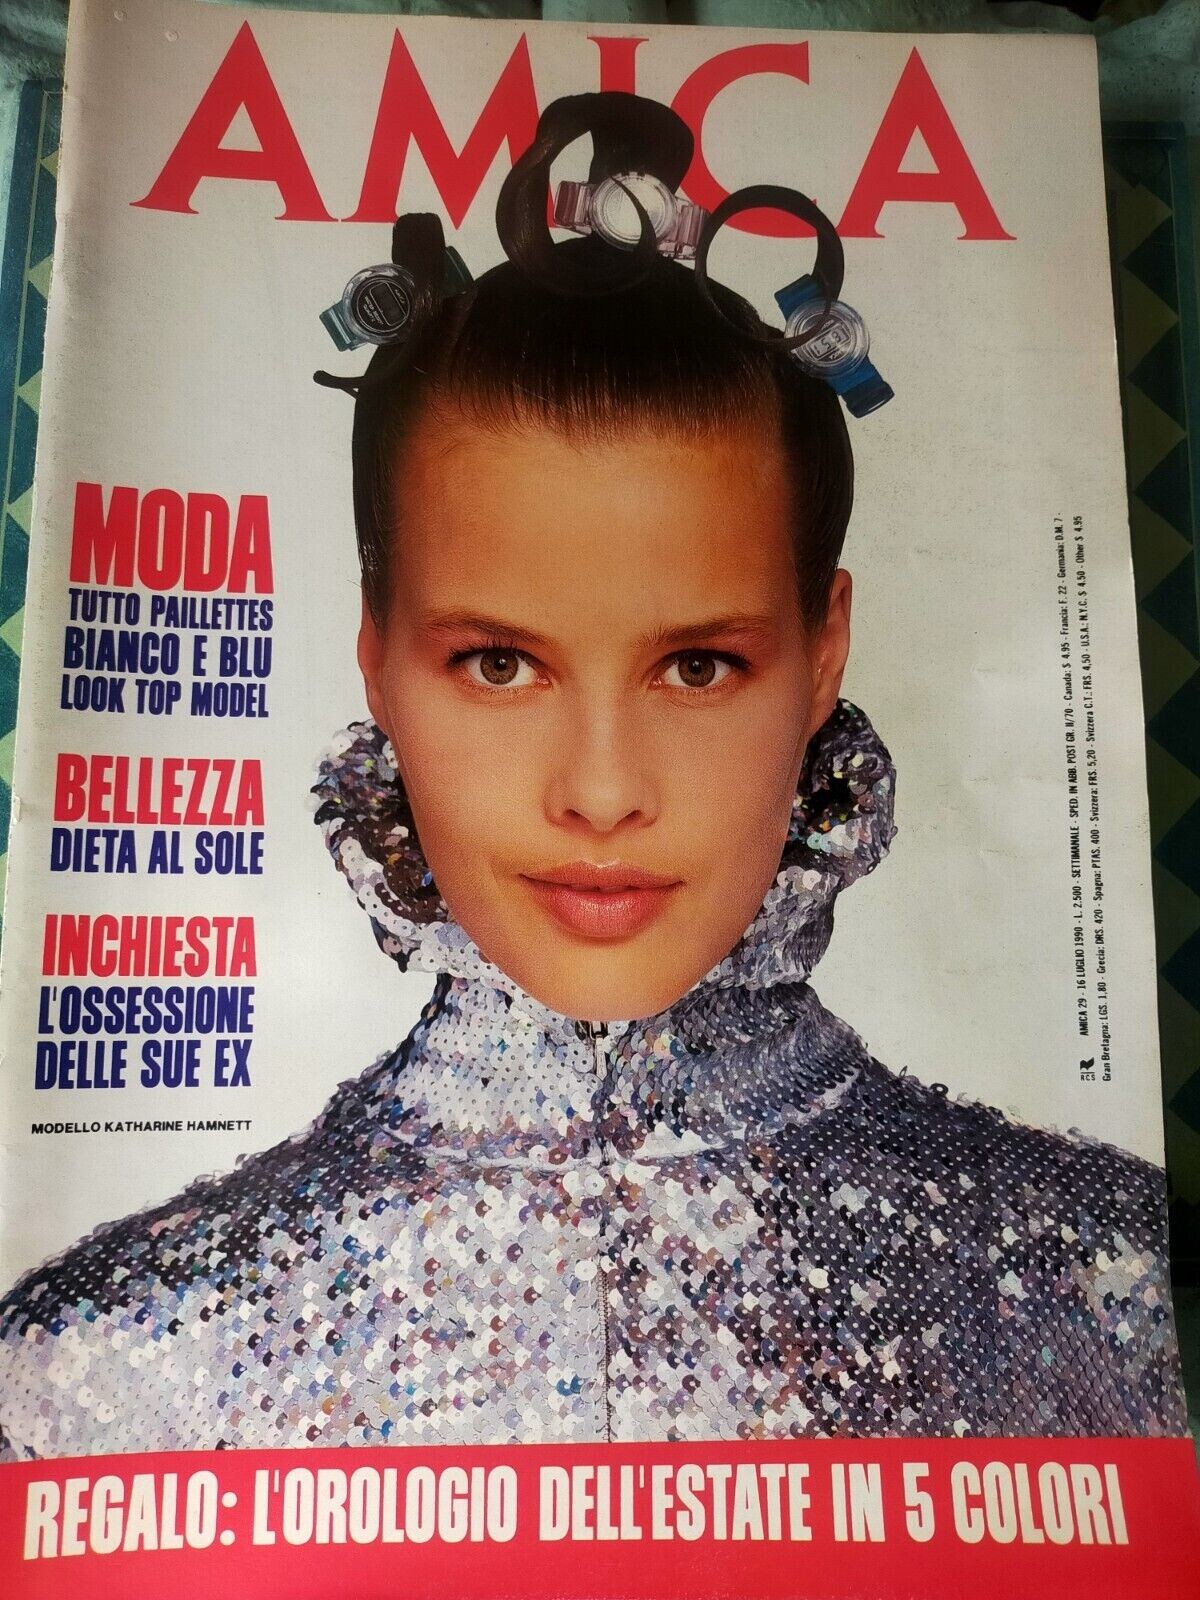 AMICA
MODA
TUTTO PAILLETTES
BIANCO E BLU
LOOK TOP MODEL
BELLEZZA
DIETA AL SOLE
INCHIESTA
L'OSSESSIONE
DELLE SUE EX
MODELLO KATHARINE HAMNETT
AMICA 29 - 16 LUGLIO 1990 - L. 2.500 - SETTIMANALE - SPED. IN ABB. POST GR. II/70 - Canada: $ 4.95 - Francia: F. 22 - Germania: D.M. 7 -
Gran Bretagna: LGS. 1,80 - Grecia: DRS. 420 - Spagna: PTAS. 400 - Svizzera: FRS. 5,20 - Svizzera C.T.: FRS. 4,50 - U.S.A.: N.Y.C. $ 4.50 - Other $ 4.95
REGALO: L'OROLOGIO DELL'ESTATE IN 5 COLORI